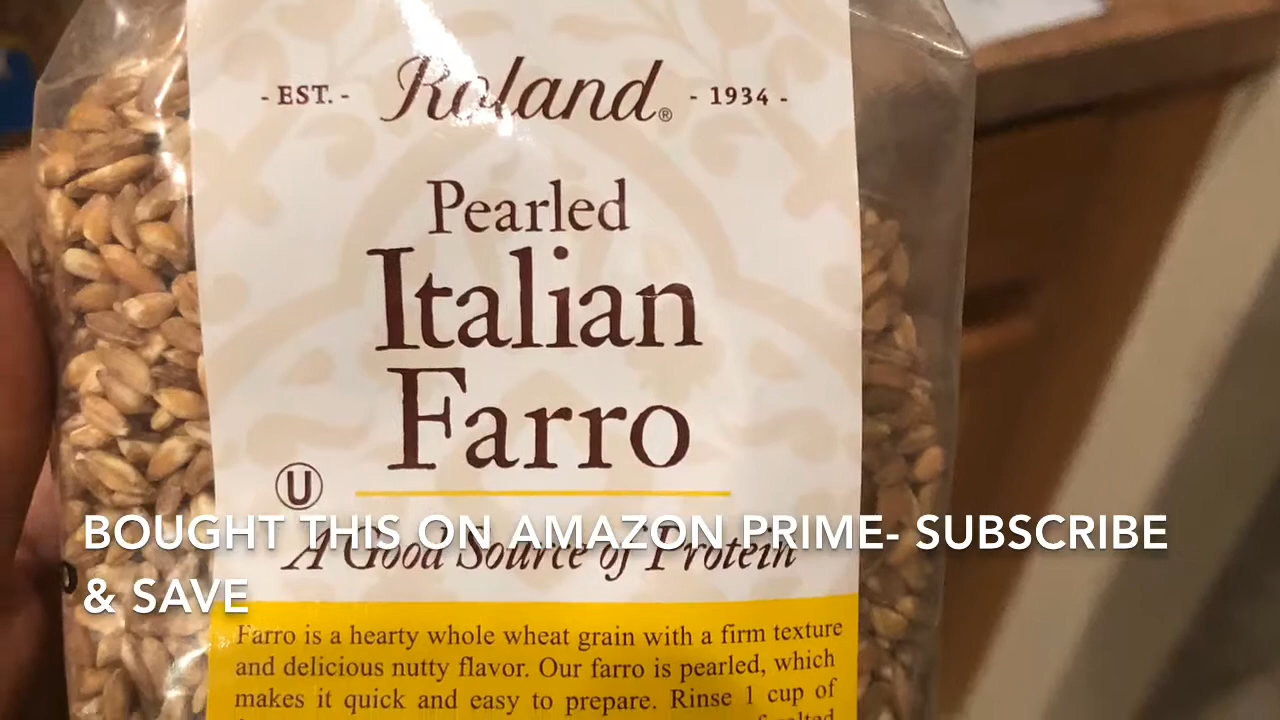 - EST. - Roland® - 1934 -
Pearled
Italian
Farro
U
BOUGHT THIS ON AMAZON PRIME- SUBSCRIBE
A Good Source of Protein
& SAVE
Farro is a hearty whole wheat grain with a firm texture
and delicious nutty flavor. Our farro is pearled, which
makes it quick and easy to prepare. Rinse 1 cup of